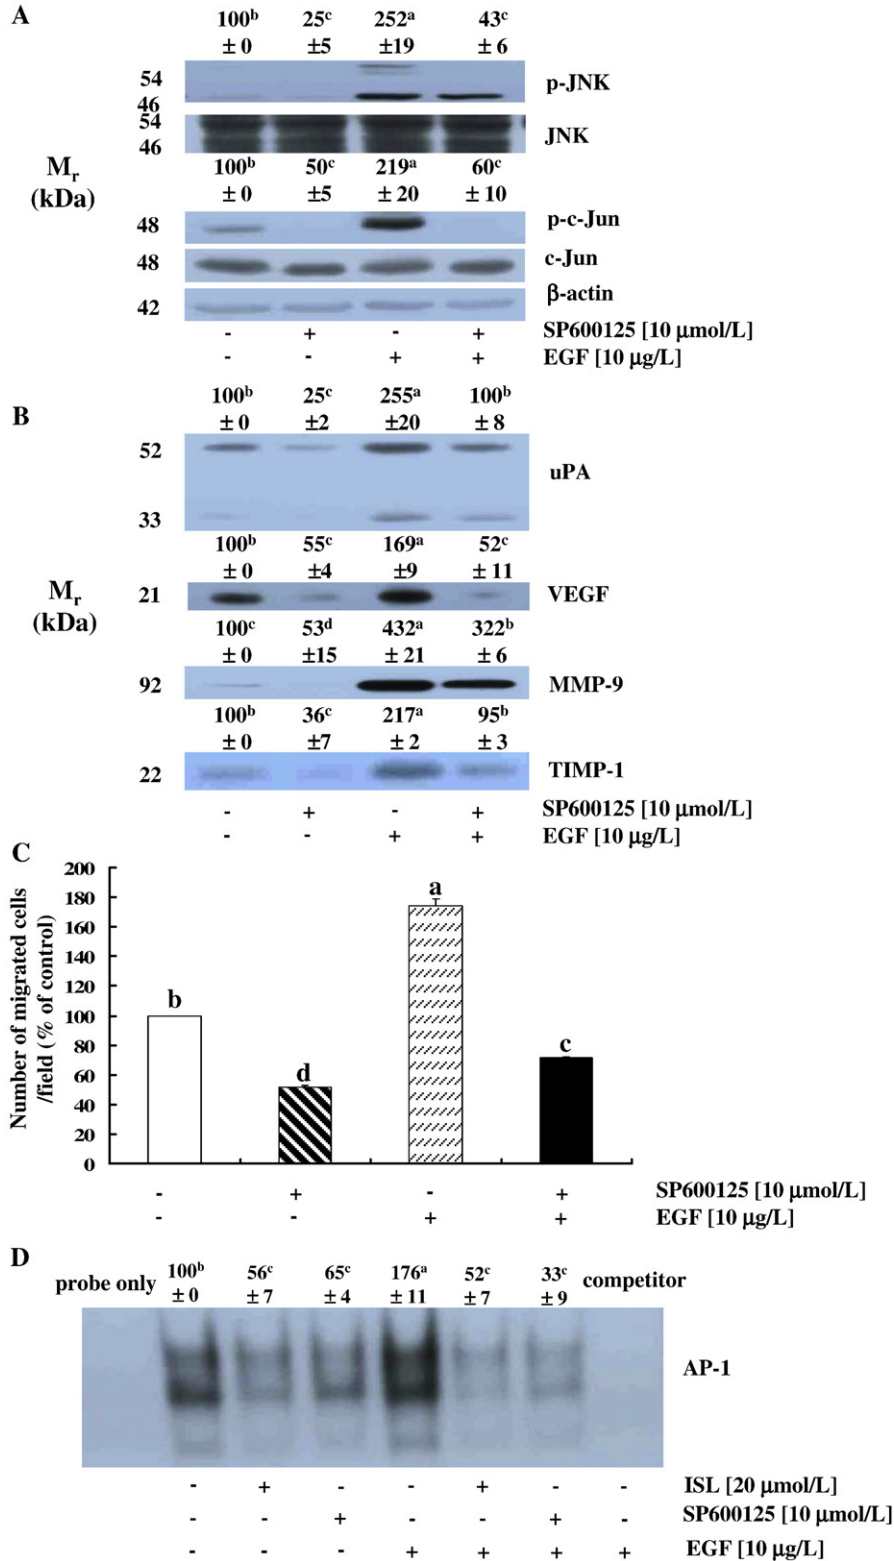 A
100ᵇ 25ᶜ 252ᵃ 43ᶜ
± 0 ±5 ±19 ± 6
54
46
p-JNK
54
46
JNK
Mr
(kDa)
100ᵇ 50ᶜ 219ᵃ 60ᶜ
± 0 ±5 ± 20 ± 10
48 p-c-Jun
48 c-Jun
42 β-actin
- + - + SP600125 [10 µmol/L]
- - + + EGF [10 µg/L]
B
100ᵇ 25ᶜ 255ᵃ 100ᵇ
± 0 ±2 ±20 ± 8
52
uPA
33
Mr
(kDa)
100ᵇ 55ᶜ 169ᵃ 52ᶜ
± 0 ±4 ±9 ± 11
21 VEGF
100ᶜ 53ᵈ 432ᵃ 322ᵇ
± 0 ±15 ± 21 ± 6
92 MMP-9
100ᵇ 36ᶜ 217ᵃ 95ᵇ
± 0 ±7 ± 2 ± 3
22 TIMP-1
- + - + SP600125 [10 µmol/L]
- - + + EGF [10 µg/L]
C
Number of migrated cells
/field (% of control)
200
180
160
140
120
100
80
60
40
20
0
b d a c
- + - + SP600125 [10 µmol/L]
- - + + EGF [10 µg/L]
D
probe only 100ᵇ 56ᶜ 65ᶜ 176ᵃ 52ᶜ 33ᶜ competitor
± 0 ± 7 ± 4 ± 11 ± 7 ± 9
AP-1
- + - - + - - ISL [20 µmol/L]
- - + - - + - SP600125 [10 µmol/L]
- - - + + + + EGF [10 µg/L]